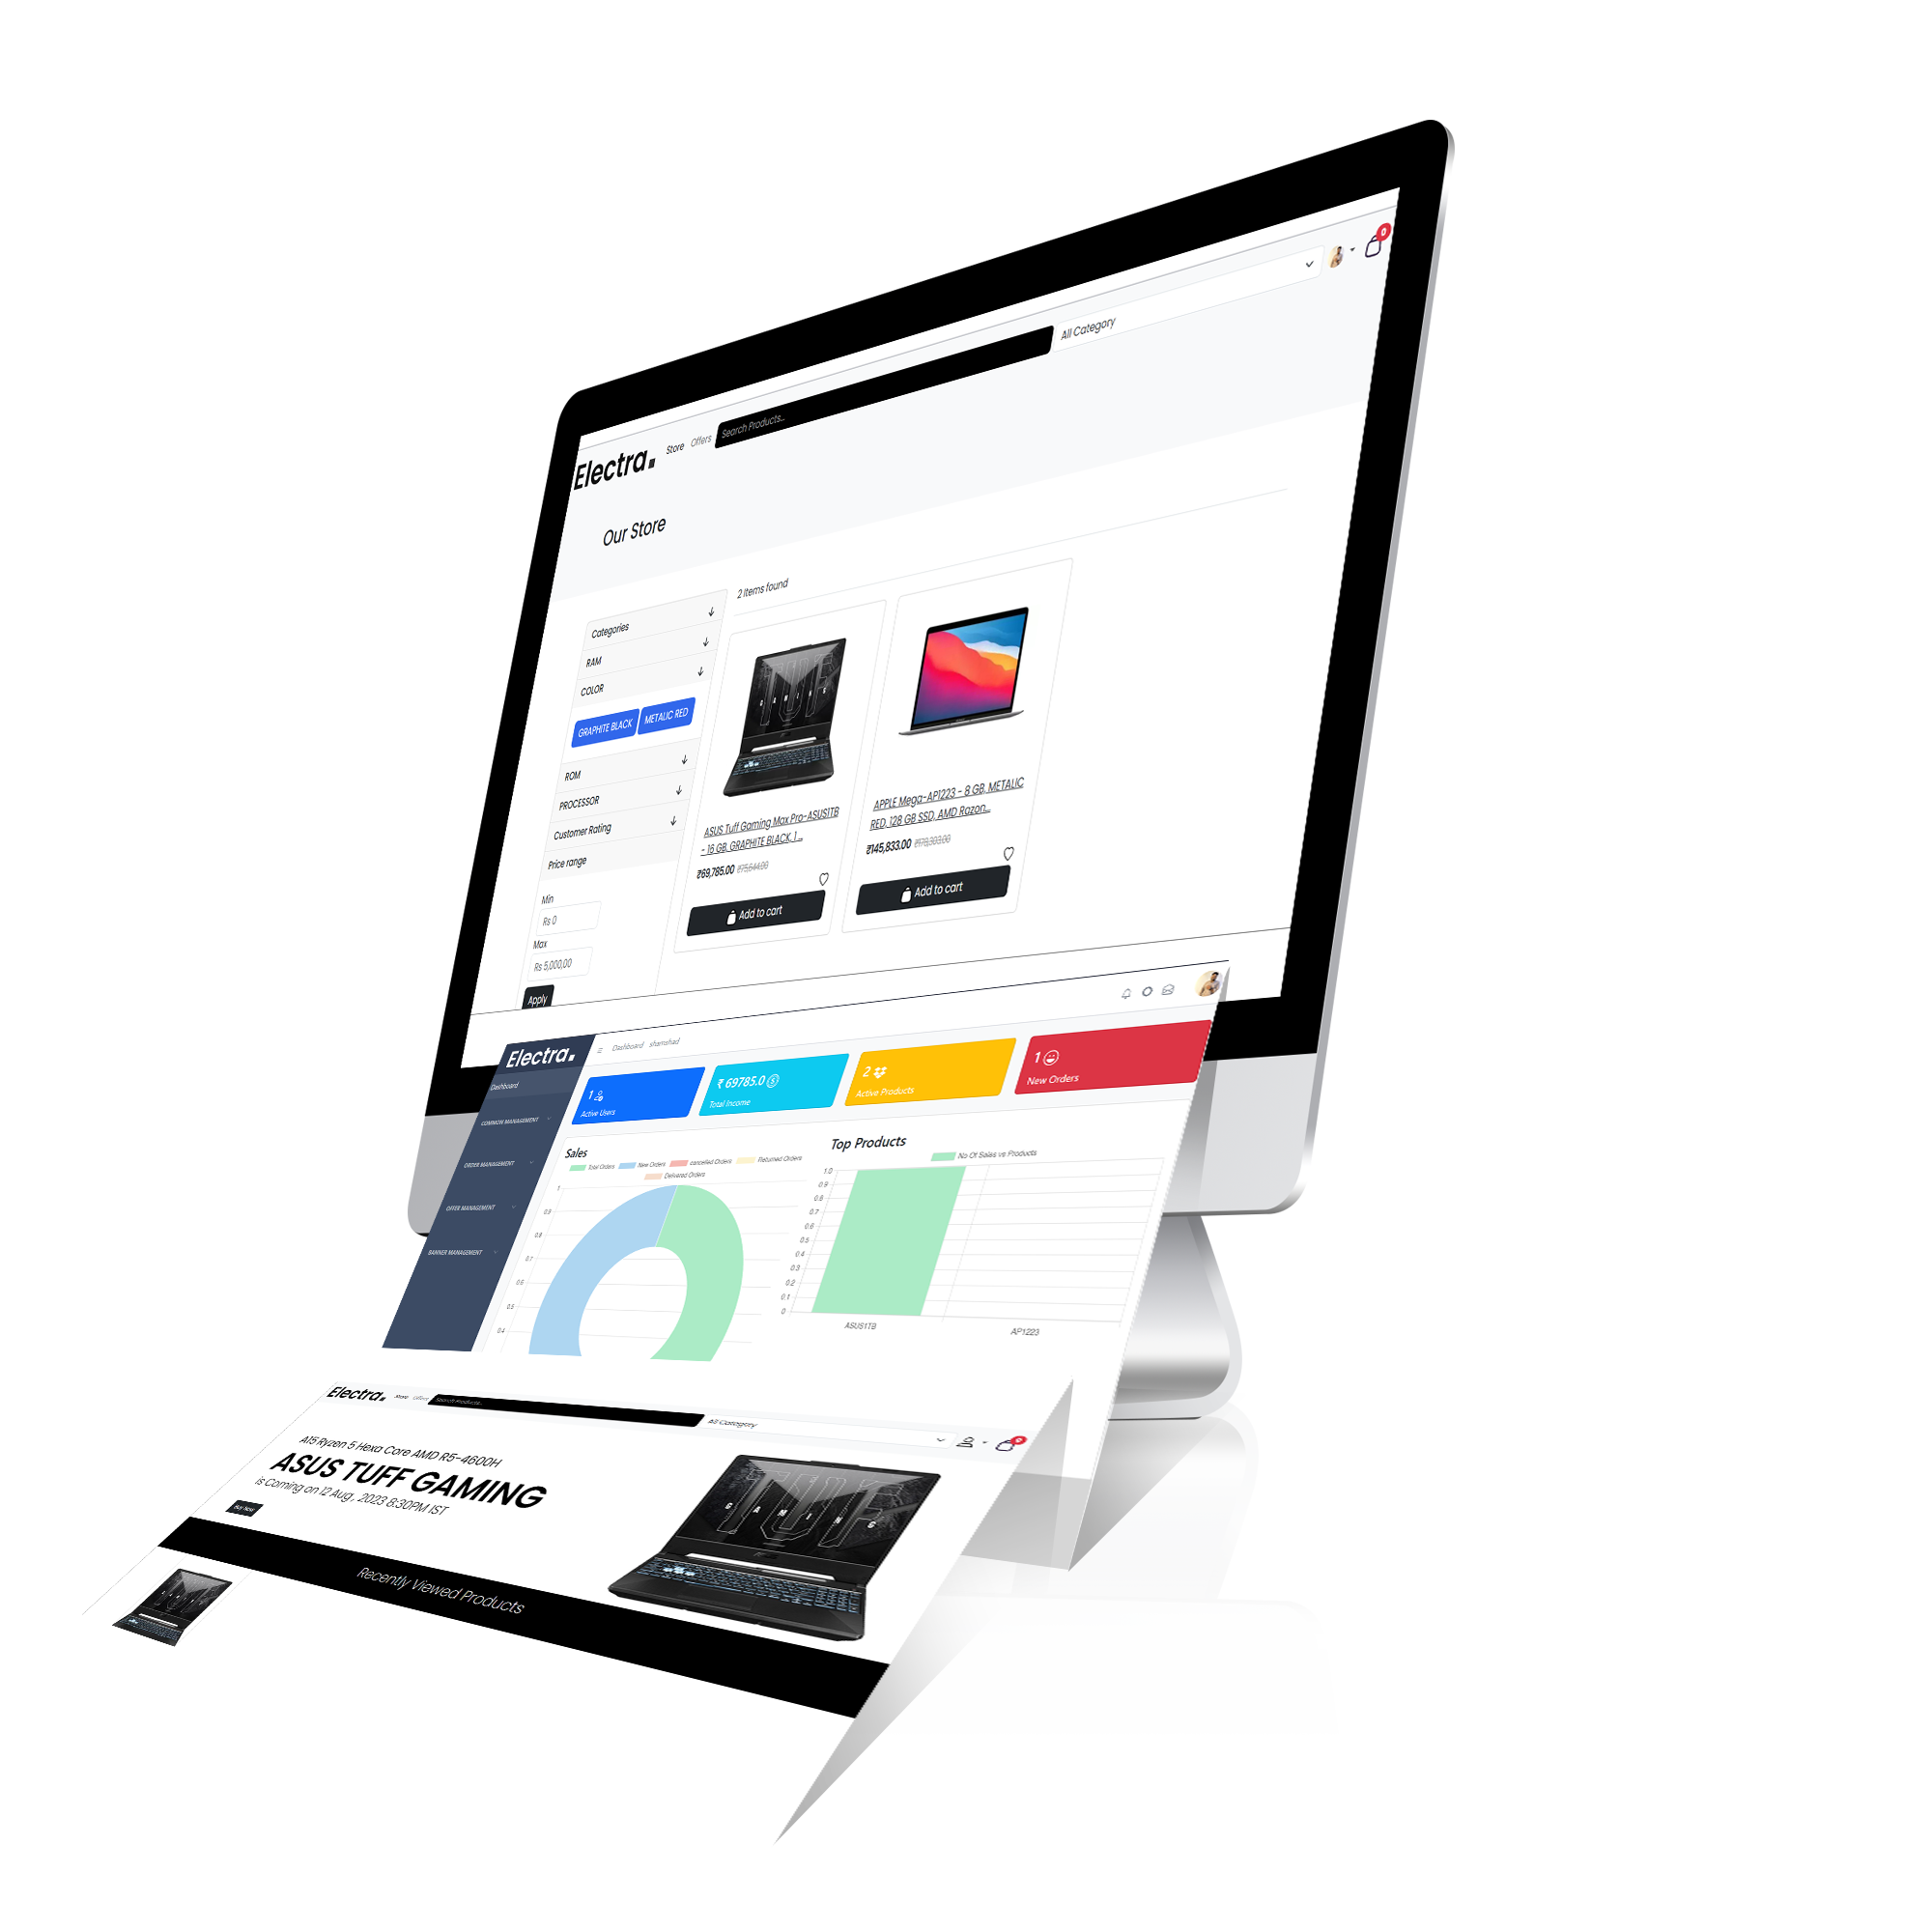 Electra.
Store Offers Search Products... All Category
0
Our Store
2 Items found
Categories
RAM
COLOR
GRAPHITE BLACK METALIC RED
ROM
PROCESSOR
Customer Rating
Price range
Min
Rs 0
Max
Rs 5,000,00
Apply
TUF
GAMING
ASUS Tuff Gaming Max Pro-ASUS1TB
- 16 GB, GRAPHITE BLACK, 1 ...
₹69,785.00 ₹75,644.00
Add to cart
APPLE Mega-AP1223 - 8 GB, METALIC
RED, 128 GB SSD, AMD Razon...
₹145,833.00 ₹179,303.00
Add to cart
Electra.
Dashboard
COMMON MANAGEMENT
ORDER MANAGEMENT
OFFER MANAGEMENT
BANNER MANAGEMENT
Dashboard shamshad
1
Active Users
₹ 69785.0
Total Income
2
Active Products
1
New Orders
Sales
Total Orders New Orders cancelled Orders Returned Orders
Delivered Orders
1
0.9
0.8
0.7
0.6
0.5
0.4
Top Products
No Of Sales vs Products
1.0
0.9
0.8
0.7
0.6
0.5
0.4
0.3
0.2
0.1
0
ASUS1TB AP1223
Electra.
Store Offers Search Products... All Category
0
A15 Ryzen 5 Hexa Core AMD R5-4600H
ASUS TUFF GAMING
is Coming on 12 Aug , 2023 8:30PM IST
Buy Now
TUF
GAMING
Recently Viewed Products